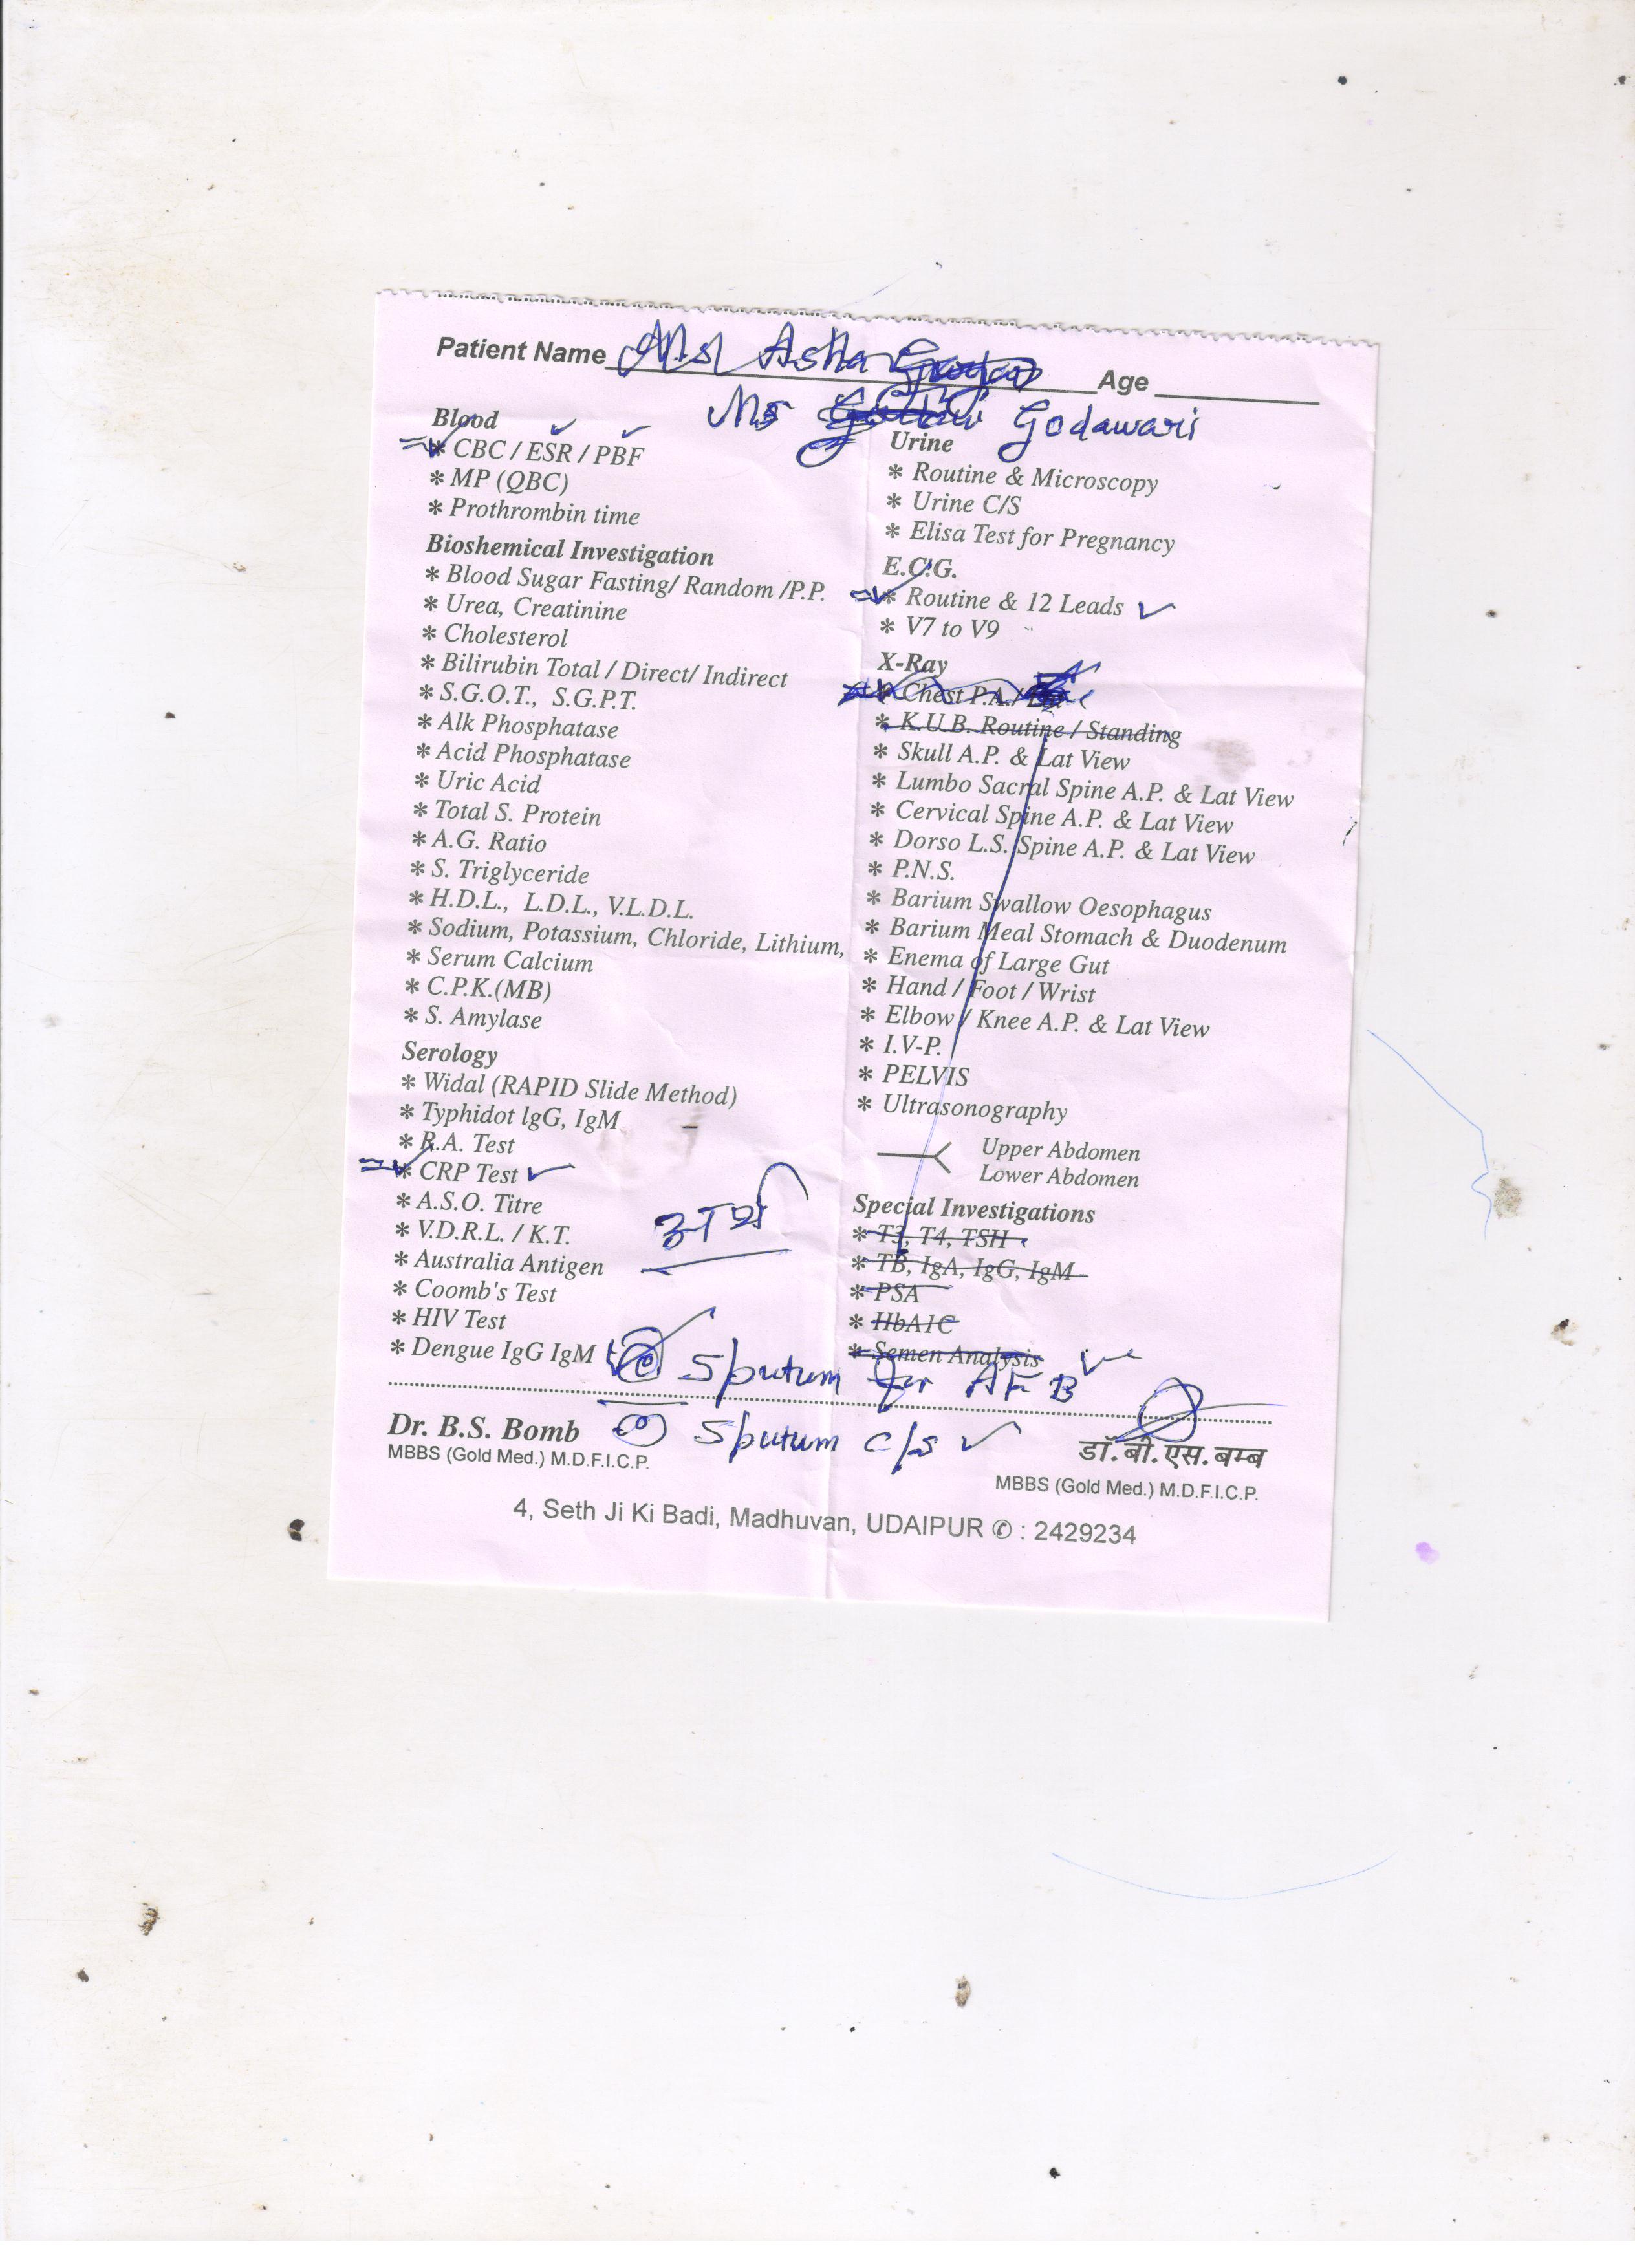 Patient Name Ms Asha Age
Ms Godawari
Blood
* CBC / ESR / PBF
* MP (QBC)
* Prothrombin time
Bioshemical Investigation
* Blood Sugar Fasting/ Random /P.P.
* Urea, Creatinine
* Cholesterol
* Bilirubin Total / Direct/ Indirect
* S.G.O.T., S.G.P.T.
* Alk Phosphatase
* Acid Phosphatase
* Uric Acid
* Total S. Protein
* A.G. Ratio
* S. Triglyceride
* H.D.L., L.D.L., V.L.D.L.
* Sodium, Potassium, Chloride, Lithium,
* Serum Calcium
* C.P.K.(MB)
* S. Amylase
Serology
* Widal (RAPID Slide Method)
* Typhidot lgG, IgM
* R.A. Test
* CRP Test
* A.S.O. Titre
* V.D.R.L. / K.T.
* Australia Antigen
* Coomb's Test
* HIV Test
* Dengue IgG IgM
Urine
* Routine & Microscopy
* Urine C/S
* Elisa Test for Pregnancy
E.C.G.
* Routine & 12 Leads
* V7 to V9
X-Ray
* Chest P.A./
* K.U.B. Routine / Standing
* Skull A.P. & Lat View
* Lumbo Sacral Spine A.P. & Lat View
* Cervical Spine A.P. & Lat View
* Dorso L.S. Spine A.P. & Lat View
* P.N.S.
* Barium Swallow Oesophagus
* Barium Meal Stomach & Duodenum
* Enema of Large Gut
* Hand / Foot / Wrist
* Elbow / Knee A.P. & Lat View
* I.V-P.
* PELVIS
* Ultrasonography
Upper Abdomen
Lower Abdomen
Special Investigations
* T3, T4, TSH
* TB, IgA, IgG, IgM
* PSA
* HbA1C
* Semen Analysis
Sputum for AFB
Sputum c/s
Dr. B.S. Bomb
MBBS (Gold Med.) M.D.F.I.C.P.
डॉ. बी. एस. बम्ब
MBBS (Gold Med.) M.D.F.I.C.P.
4, Seth Ji Ki Badi, Madhuvan, UDAIPUR ✆ : 2429234